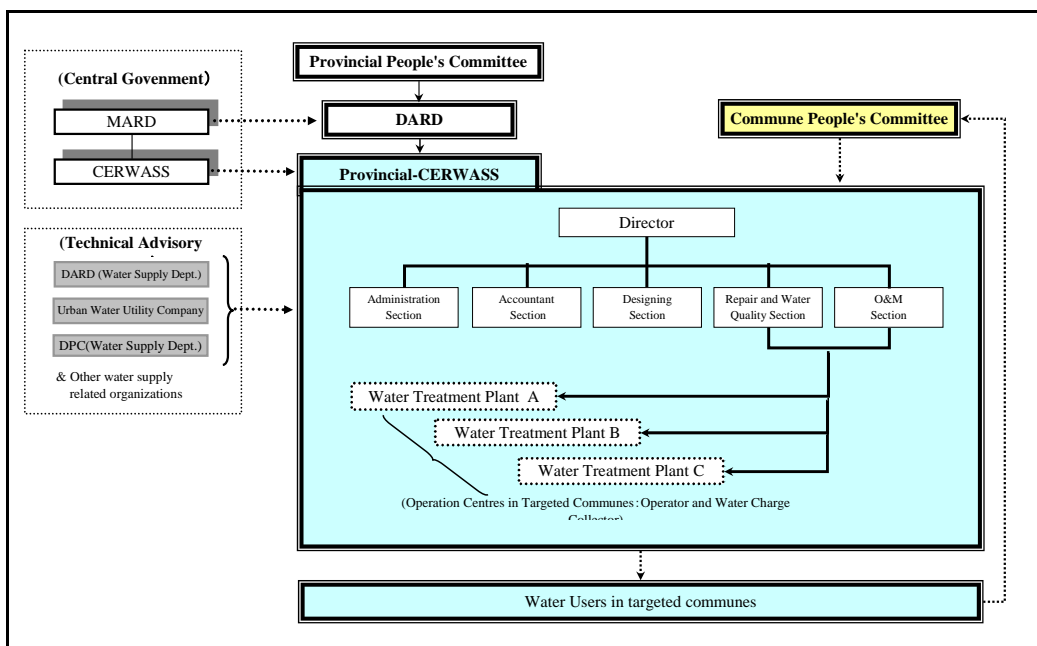 (Central Govenment)
MARD
CERWASS
Provincial People's Committee
DARD
Commune People's Committee
Provincial-CERWASS
(Technical Advisory
DARD (Water Supply Dept.)
Urban Water Utility Company
DPC(Water Supply Dept.)
& Other water supply
related organizations
Director
Administration
Section
Accountant
Section
Designing
Section
Repair and Water
Quality Section
O&M
Section
Water Treatment Plant A
Water Treatment Plant B
Water Treatment Plant C
(Operation Centres in Targeted Communes:Operator and Water Charge
Collector)
Water Users in targeted communes